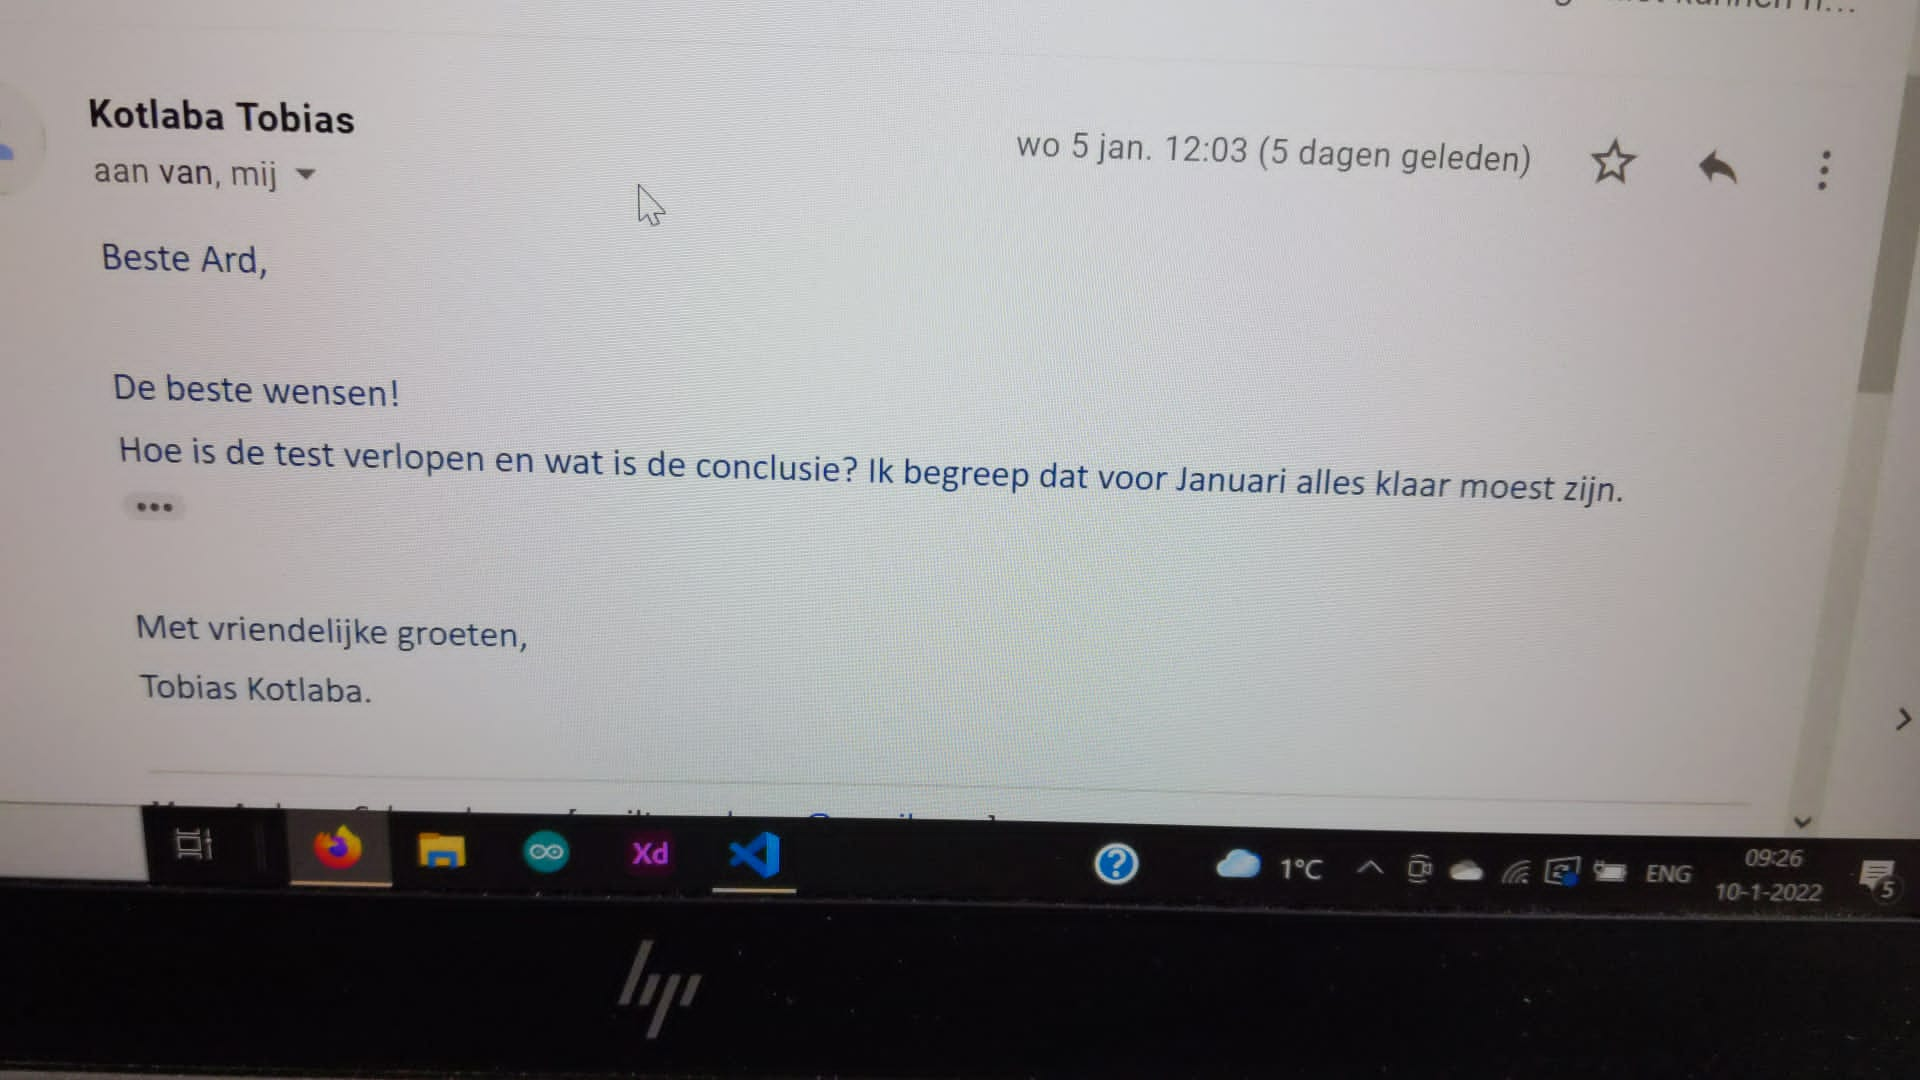 Kotlaba Tobias
aan van, mij
wo 5 jan. 12:03 (5 dagen geleden)
Beste Ard,
De beste wensen!
Hoe is de test verlopen en wat is de conclusie? Ik begreep dat voor Januari alles klaar moest zijn.
Met vriendelijke groeten,
Tobias Kotlaba.
Xd
1°C
ENG
09:26
10-1-2022
5
hp